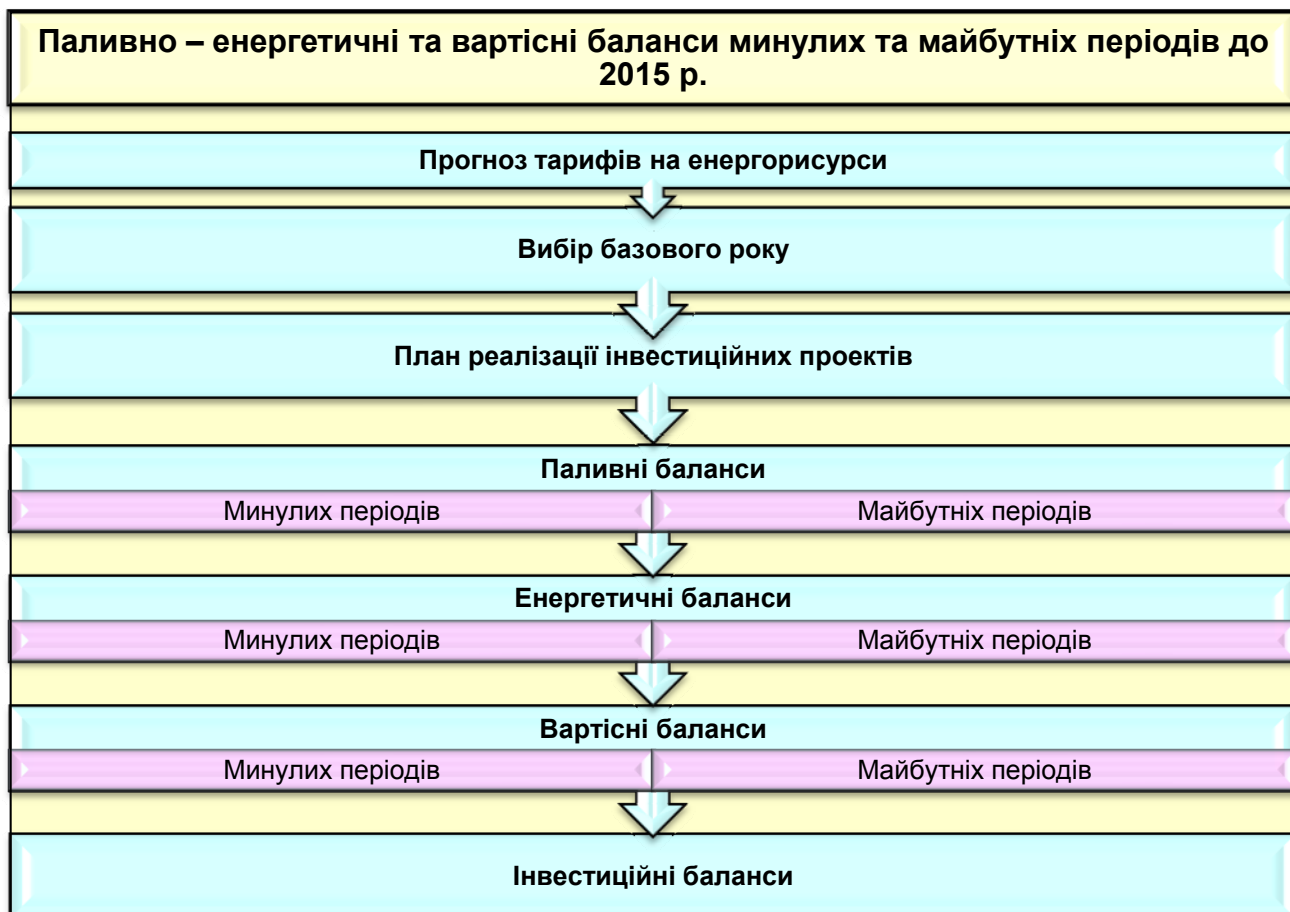 Паливно – енергетичні та вартісні баланси минулих та майбутніх періодів до
2015 р.
Прогноз тарифів на енергорисурси
Вибір базового року
План реалізації інвестиційних проектів
Паливні баланси
Минулих періодів
Майбутніх періодів
Енергетичні баланси
Минулих періодів
Майбутніх періодів
Вартісні баланси
Минулих періодів
Майбутніх періодів
Інвестиційні баланси